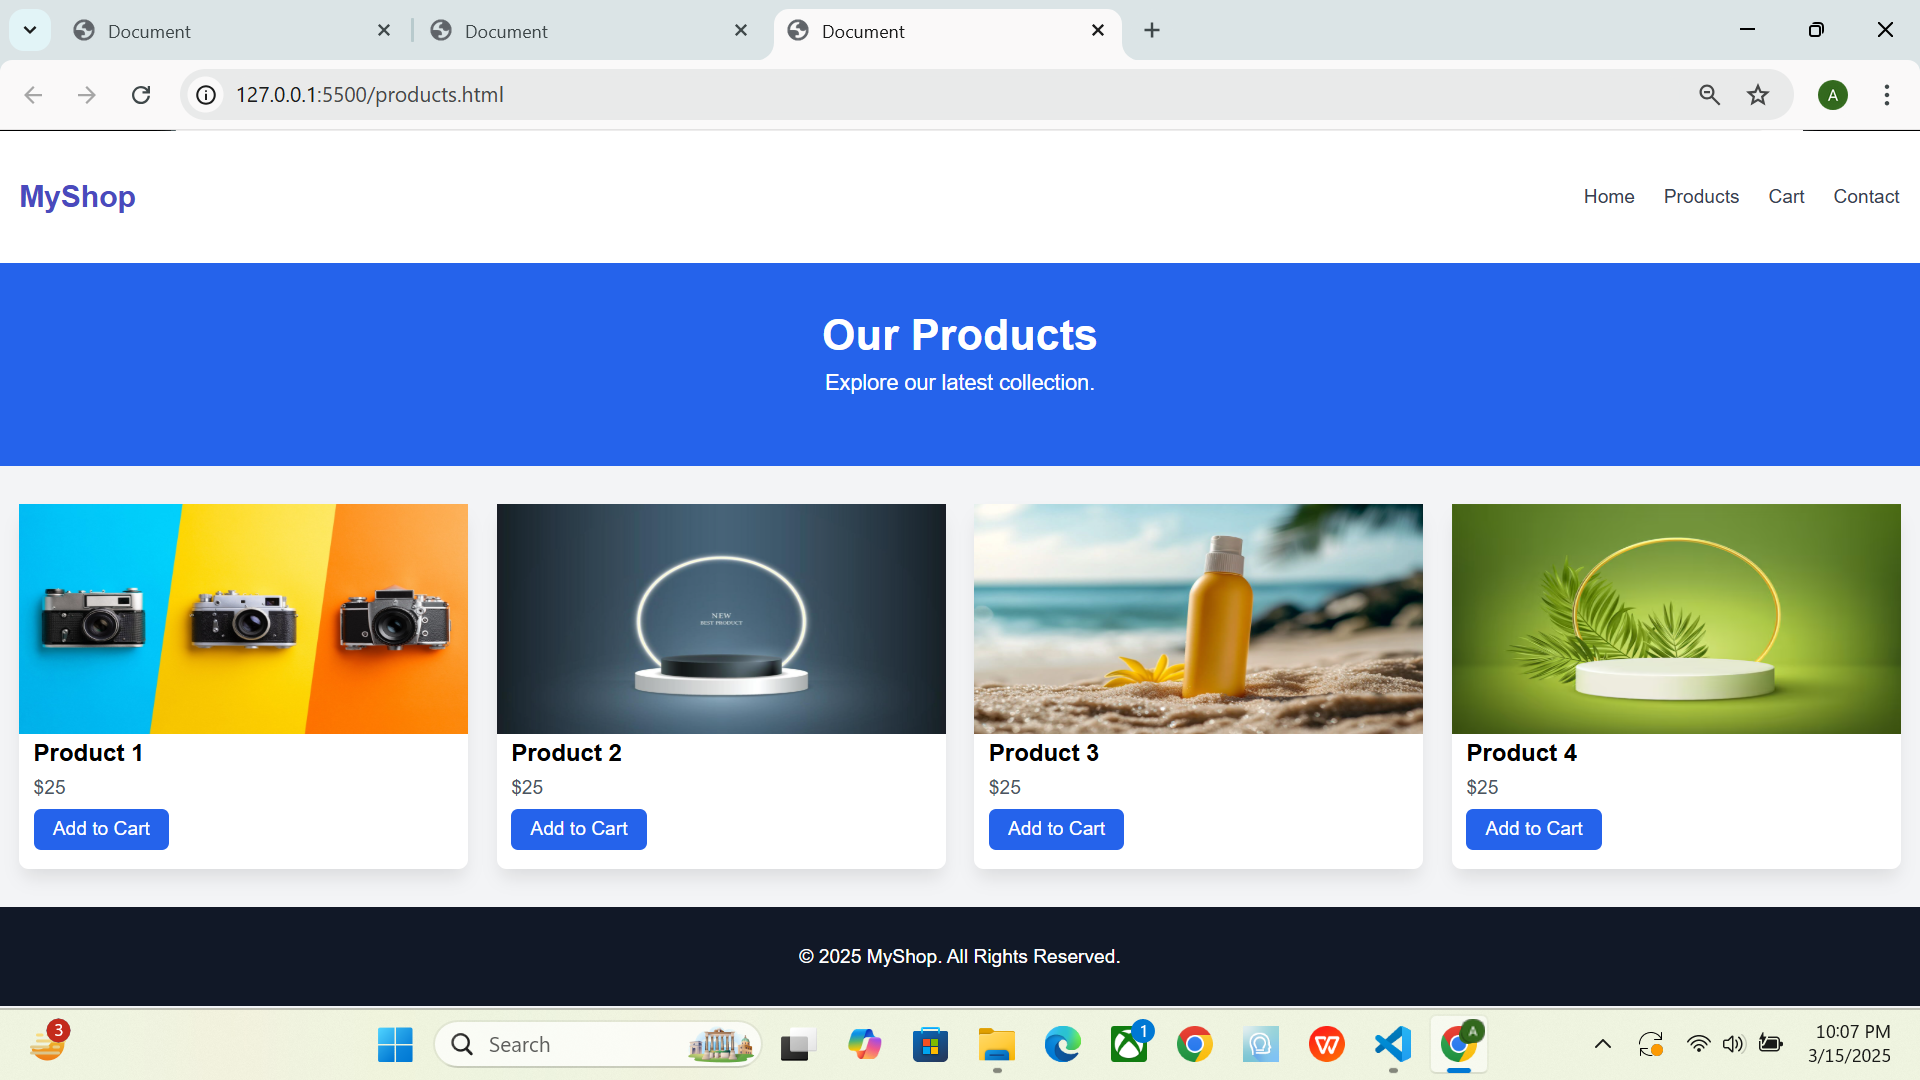 Document
Document
Document
127.0.0.1:5500/products.html
A
MyShop
Home Products Cart Contact
Our Products
Explore our latest collection.
NEW
BEST PRODUCT
Product 1
$25
Add to Cart
Product 2
$25
Add to Cart
Product 3
$25
Add to Cart
Product 4
$25
Add to Cart
© 2025 MyShop. All Rights Reserved.
3
Search
1
W
A
10:07 PM
3/15/2025